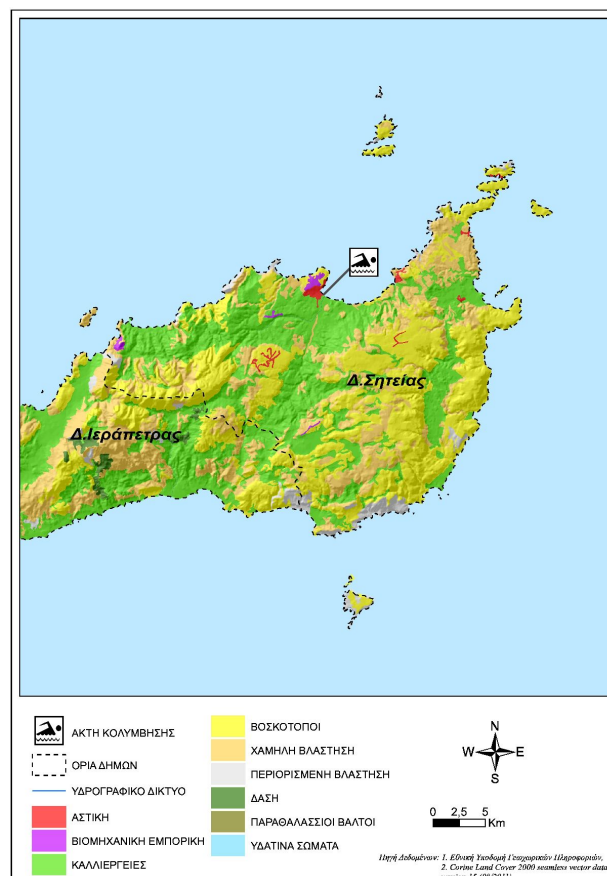 Δ.Σητείας
Δ.Ιεράπετρας
ΑΚΤΗ ΚΟΛΥΜΒΗΣΗΣ
ΟΡΙΑ ΔΗΜΩΝ
ΥΔΡΟΓΡΑΦΙΚΟ ΔΙΚΤΥΟ
ΑΣΤΙΚΗ
ΒΙΟΜΗΧΑΝΙΚΗ ΕΜΠΟΡΙΚΗ
ΚΑΛΛΙΕΡΓΕΙΕΣ
ΒΟΣΚΟΤΟΠΟΙ
ΧΑΜΗΛΗ ΒΛΑΣΤΗΣΗ
ΠΕΡΙΟΡΙΣΜΕΝΗ ΒΛΑΣΤΗΣΗ
ΔΑΣΗ
ΠΑΡΑΘΑΛΑΣΣΙΟΙ ΒΑΛΤΟΙ
ΥΔΑΤΙΝΑ ΣΩΜΑΤΑ
N
W E
S
0 2,5 5
Km
Πηγή Δεδομένων: 1. Εθνική Υποδομή Γεωχωρικών Πληροφοριών,
2. Corine Land Cover 2000 seamless vector data